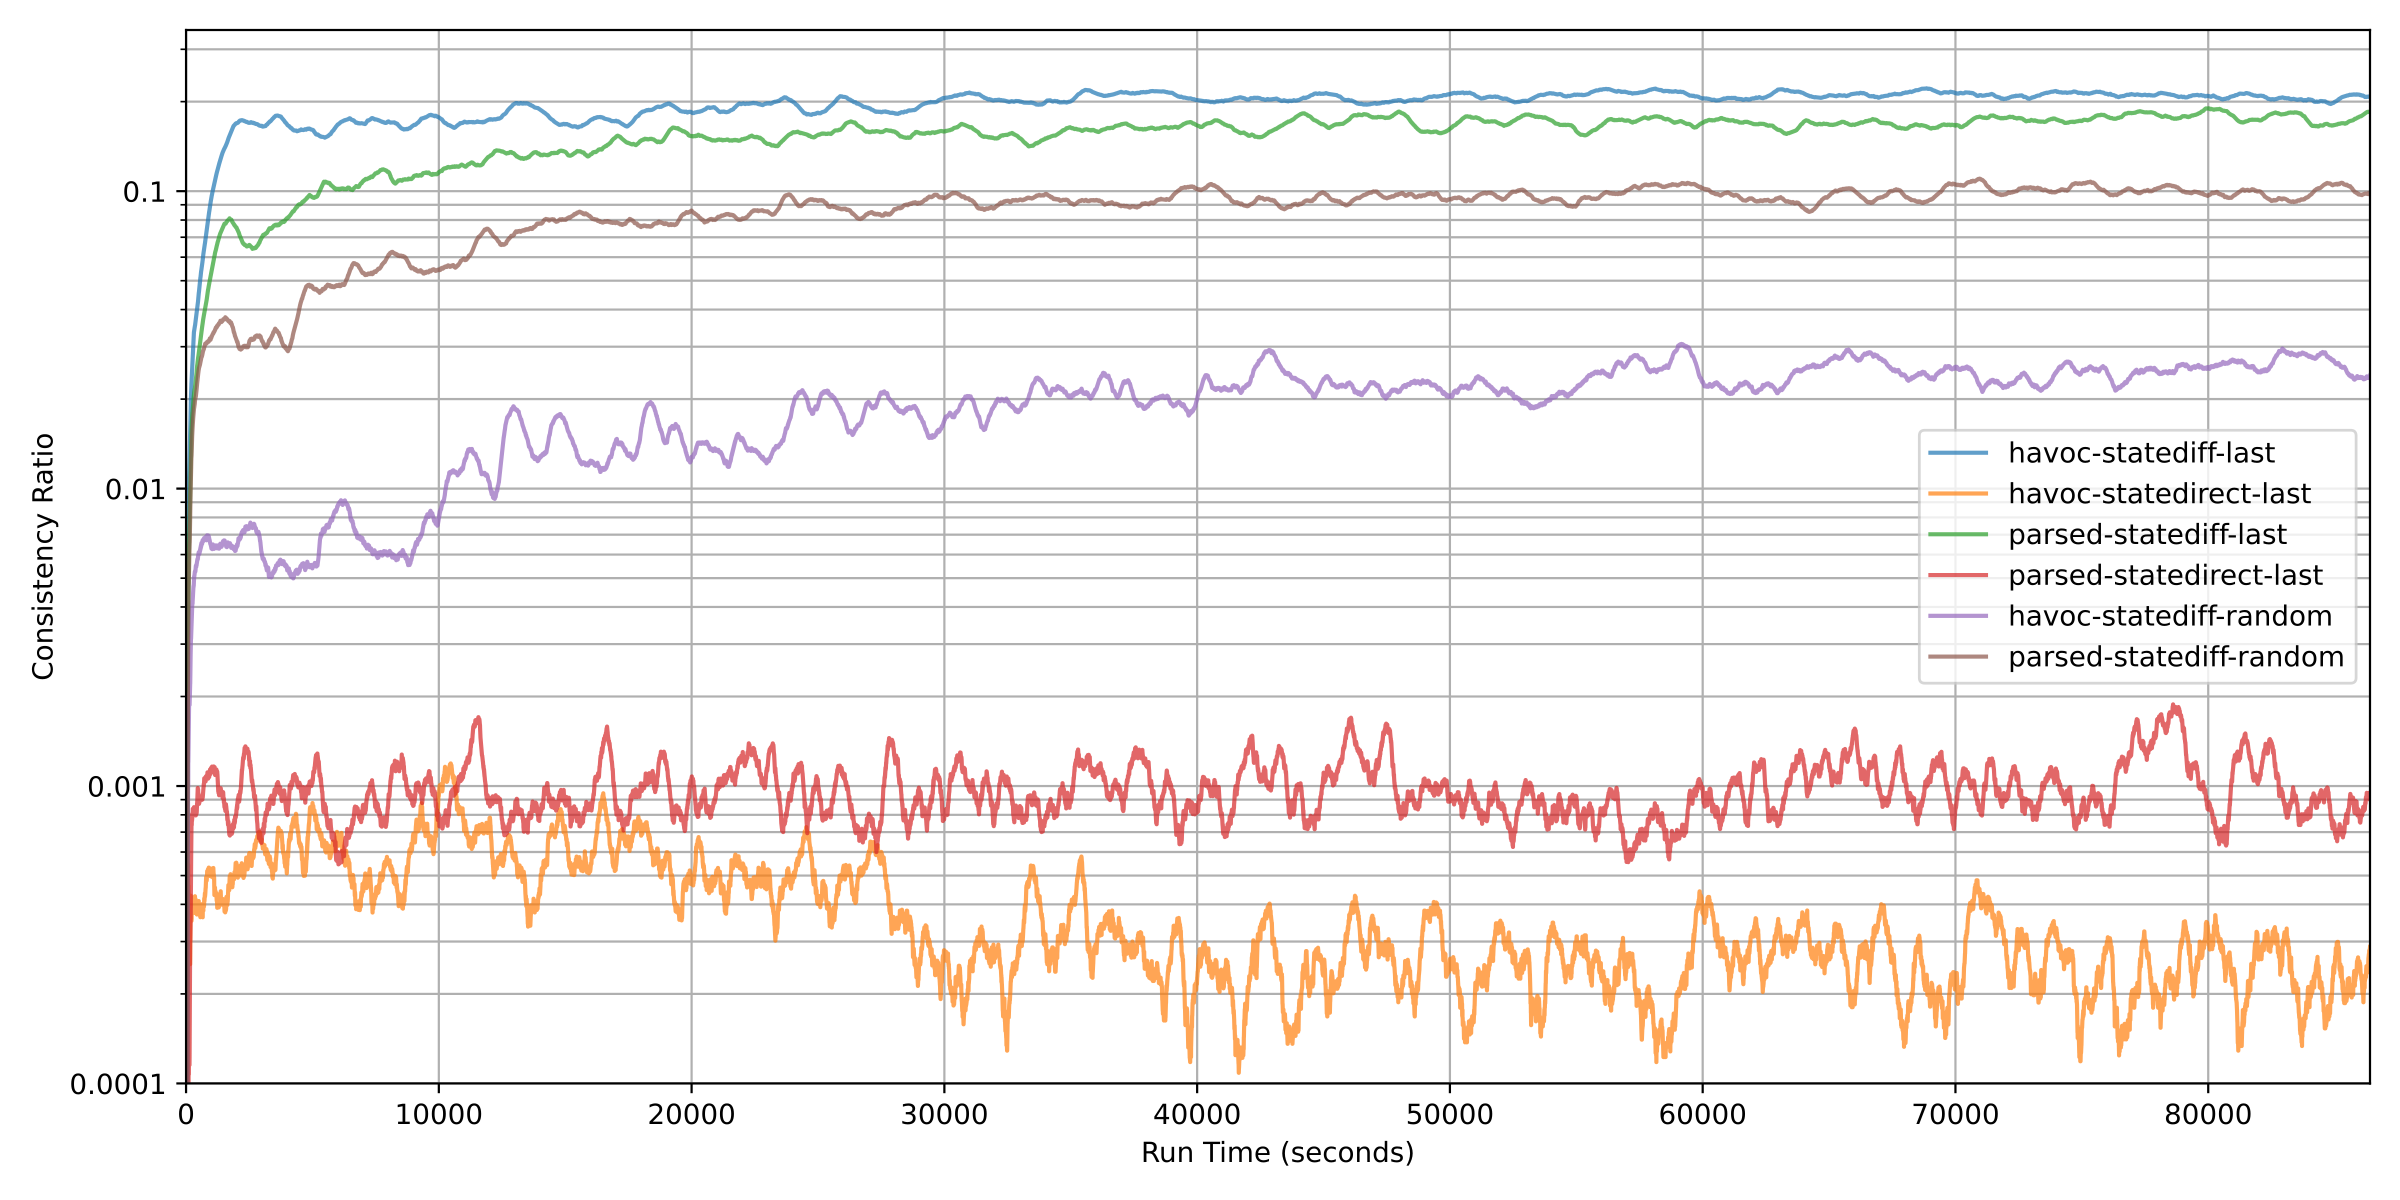 Consistency Ratio
0.1
0.01
0.001
0.0001
0 10000 20000 30000 40000 50000 60000 70000 80000
Run Time (seconds)
havoc-statediff-last
havoc-statedirect-last
parsed-statediff-last
parsed-statedirect-last
havoc-statediff-random
parsed-statediff-random